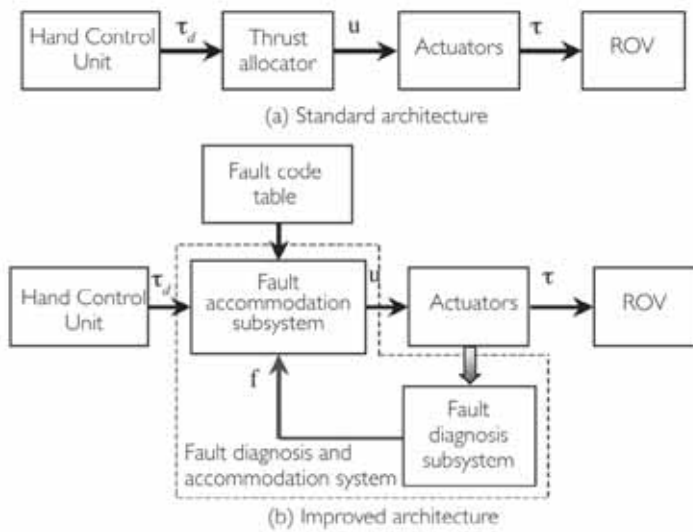 Hand Control
Unit
τd
Thrust
allocator
u
Actuators
τ
ROV
(a) Standard architecture
Fault code
table
Hand Control
Unit
τd
Fault
accommodation
subsystem
u
Actuators
τ
ROV
f
Fault
diagnosis
subsystem
Fault diagnosis and
accommodation system
(b) Improved architecture